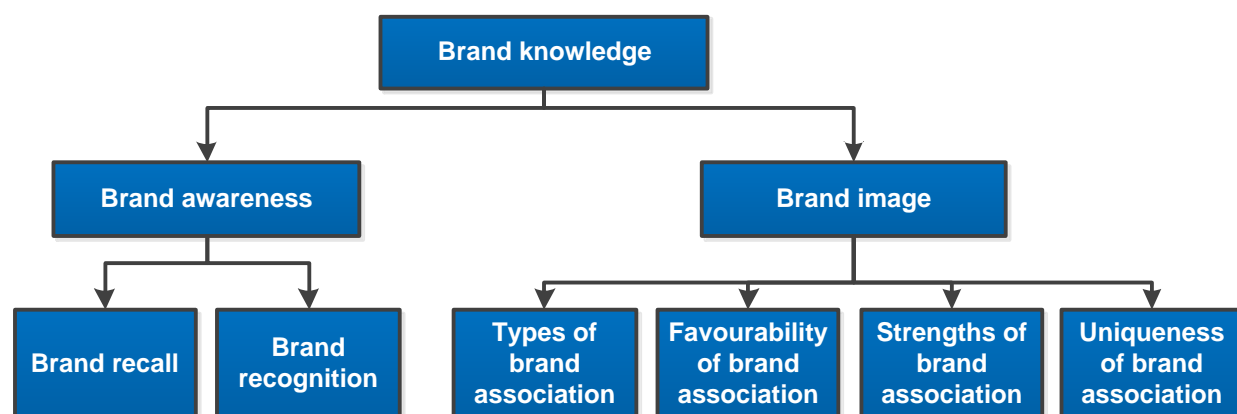 Brand knowledge
Brand awareness
Brand image
Brand recall
Brand
recognition
Types of
brand
association
Favourability
of brand
association
Strengths of
brand
association
Uniqueness
of brand
association